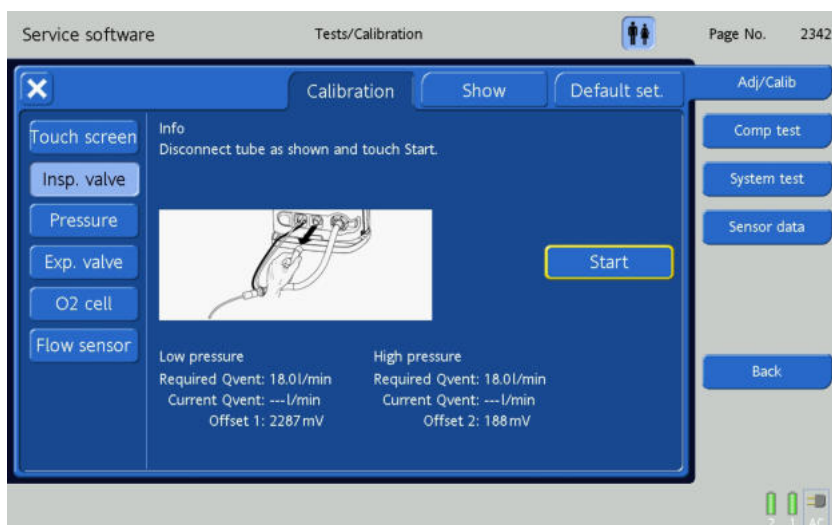 Service software
Tests/Calibration
Page No. 2342
Calibration
Show
Default set.
Adj/Calib
Touch screen
Info
Disconnect tube as shown and touch Start.
Comp test
Insp. valve
System test
Pressure
Sensor data
Exp. valve
Start
O2 cell
Flow sensor
Low pressure
Required Qvent: 18.0l/min
Current Qvent: ---l/min
Offset 1: 2287mV
High pressure
Required Qvent: 18.0l/min
Current Qvent: ---l/min
Offset 2: 188mV
Back
2 1 AC